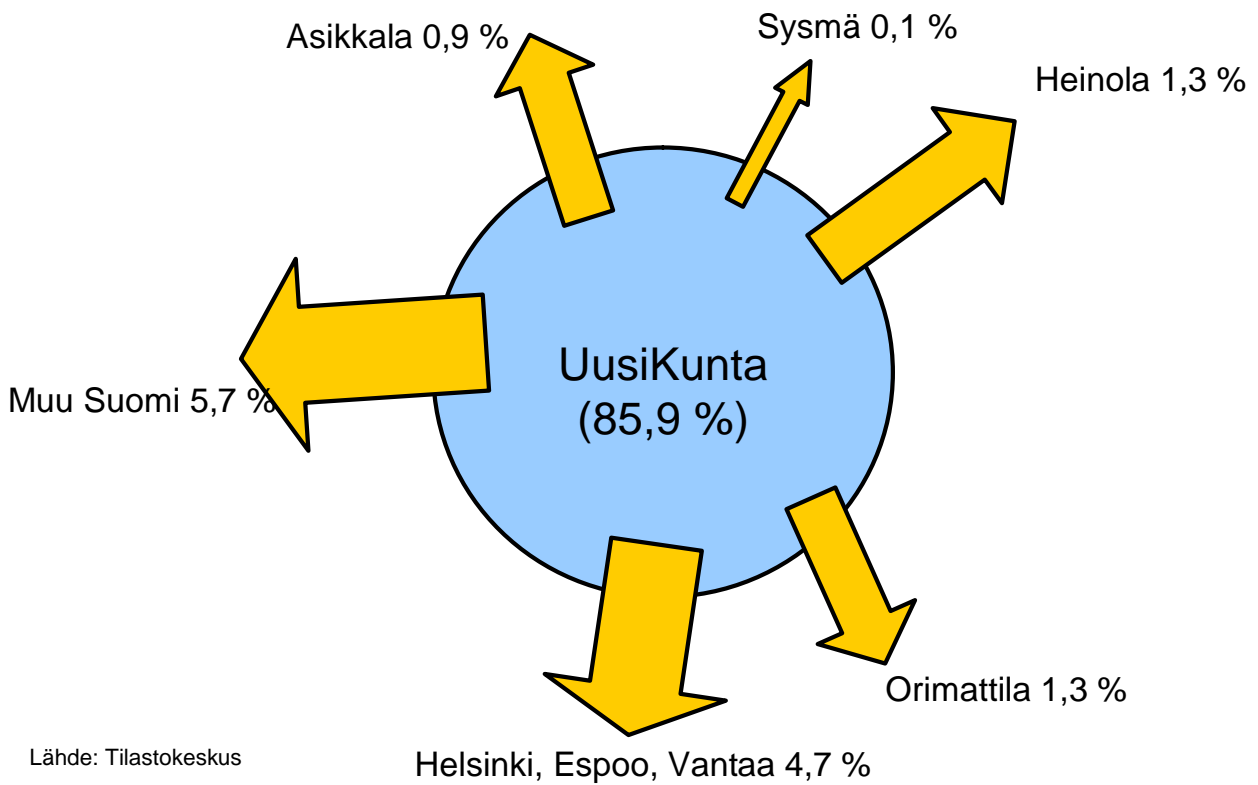 Asikkala 0,9 %
Sysmä 0,1 %
Heinola 1,3 %
UusiKunta
(85,9 %)
Muu Suomi 5,7 %
Orimattila 1,3 %
Helsinki, Espoo, Vantaa 4,7 %
Lähde: Tilastokeskus